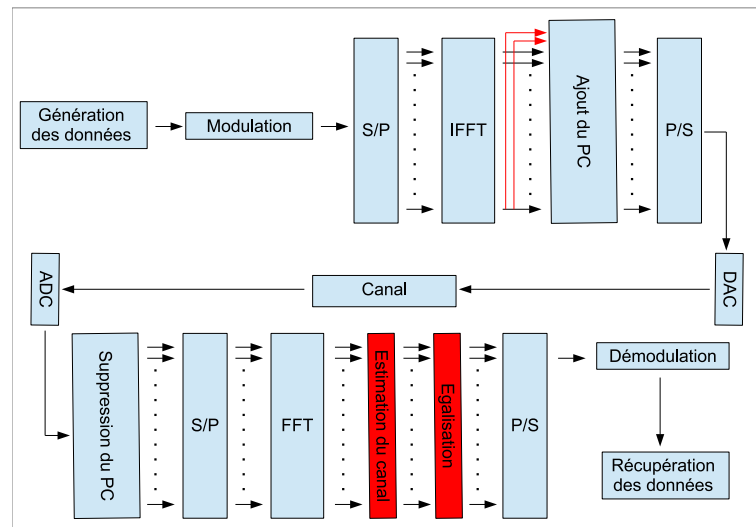 Génération
des données
Modulation
S/P
IFFT
Ajout du PC
P/S
ADC
Canal
DAC
Suppression du PC
S/P
FFT
Estimation du canal
Egalisation
P/S
Démodulation
Récupération
des données